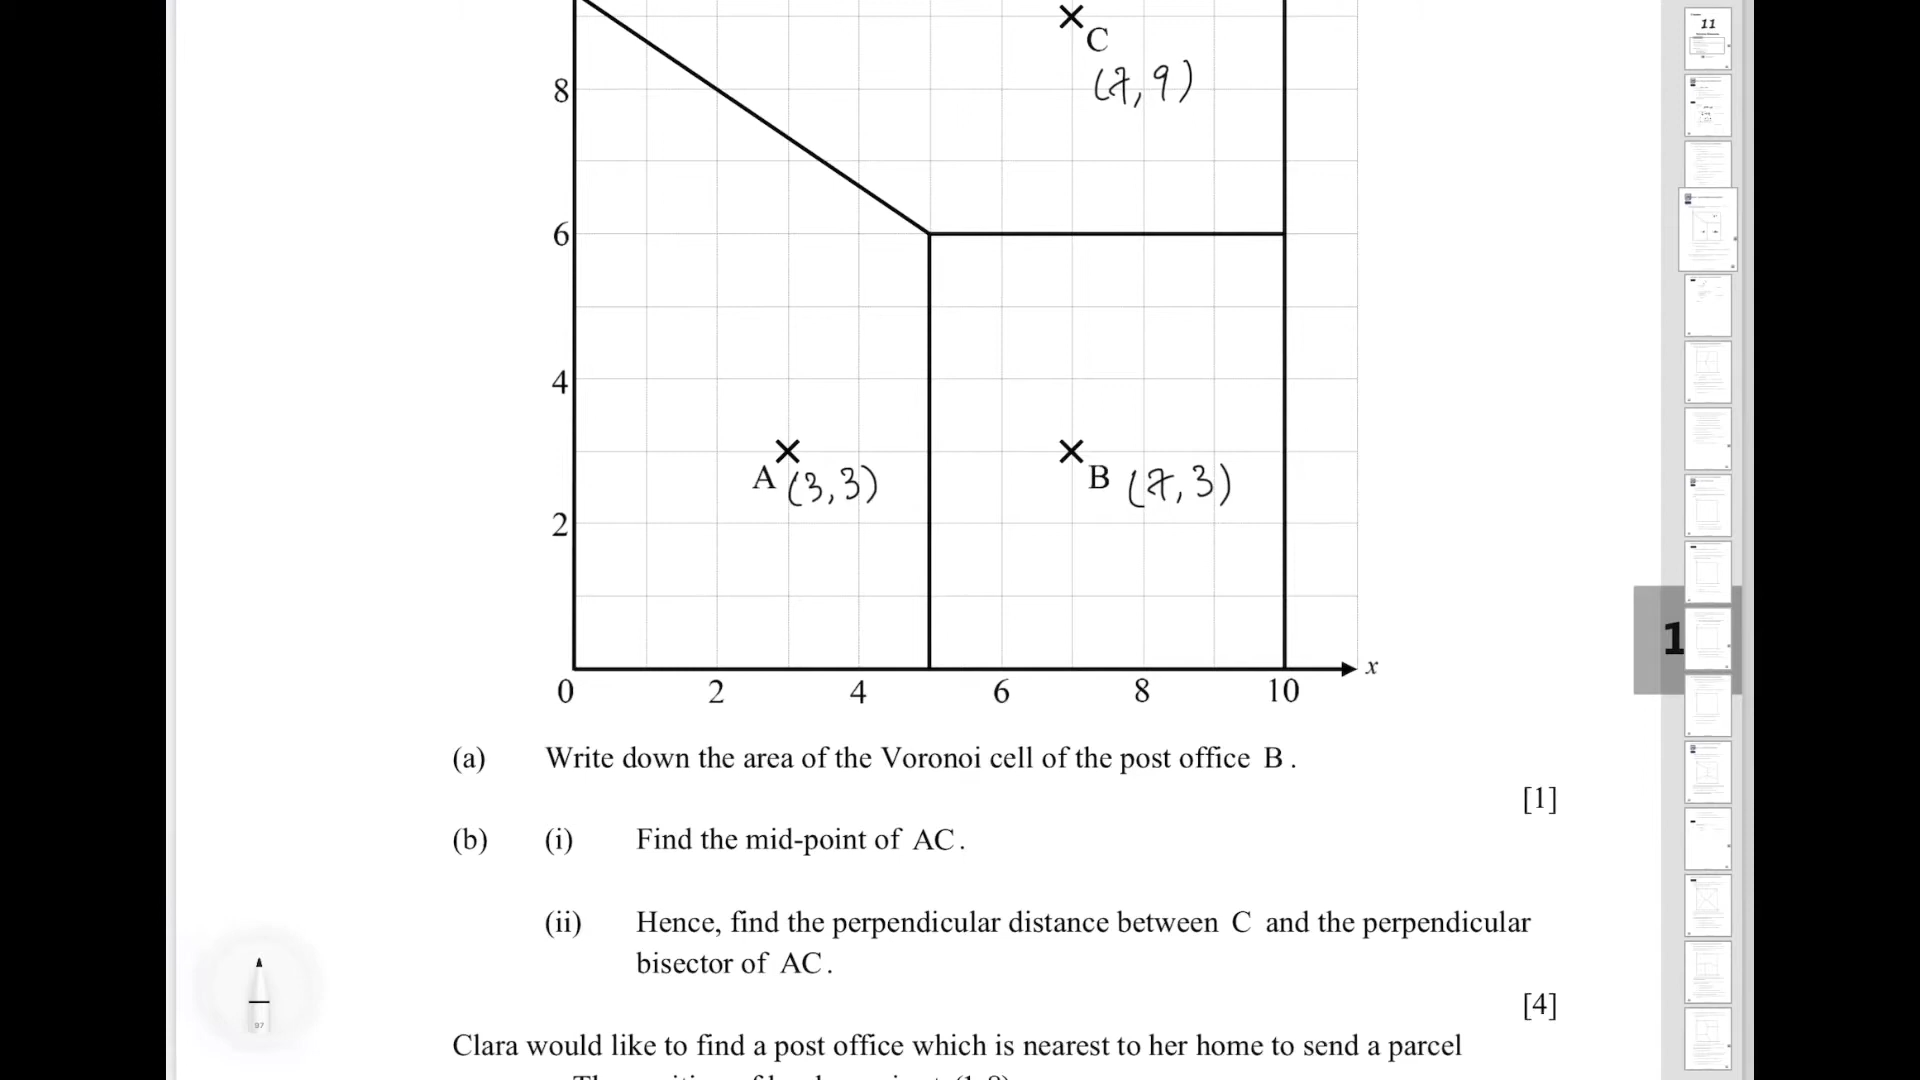 C
(7,9)
8
6
4
A (3,3)
B (7,3)
2
x
0 2 4 6 8 10
(a) Write down the area of the Voronoi cell of the post office B.
[1]
(b) (i) Find the mid-point of AC.
(ii) Hence, find the perpendicular distance between C and the perpendicular
bisector of AC.
[4]
Clara would like to find a post office which is nearest to her home to send a parcel
97
11
1